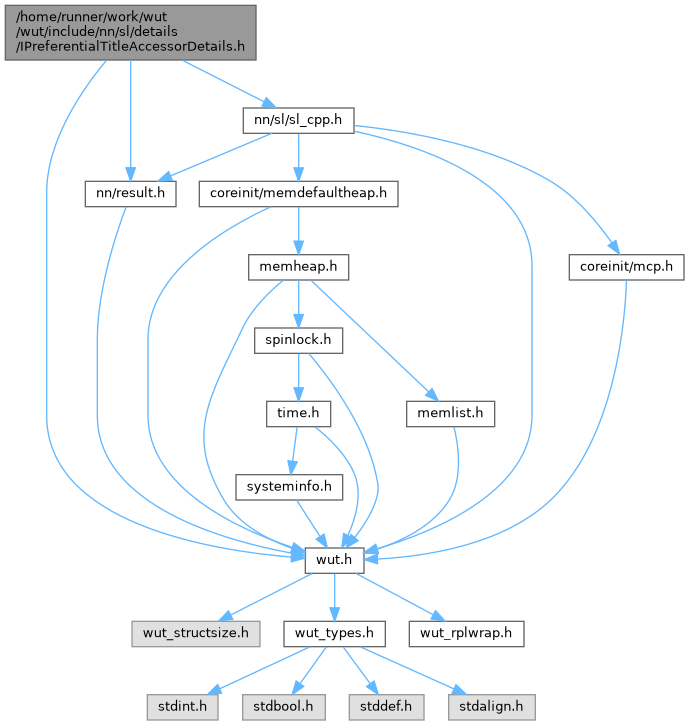 /home/runner/work/wut
/wut/include/nn/sl/details
/IPreferentialTitleAccessorDetails.h
nn/sl/sl_cpp.h
nn/result.h
coreinit/memdefaultheap.h
memheap.h
coreinit/mcp.h
spinlock.h
time.h
memlist.h
systeminfo.h
wut.h
wut_structsize.h
wut_types.h
wut_rplwrap.h
stdint.h
stdbool.h
stddef.h
stdalign.h